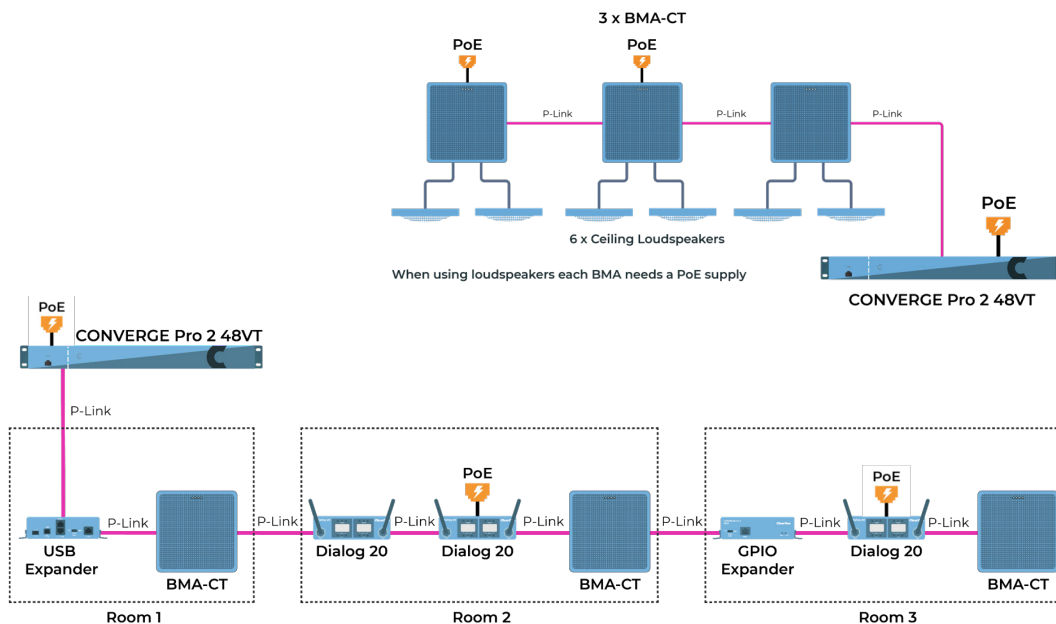 3 x BMA-CT
PoE
PoE
P-Link
P-Link
P-Link
PoE
6 x Ceiling Loudspeakers
When using loudspeakers each BMA needs a PoE supply
CONVERGE Pro 2 48VT
PoE
CONVERGE Pro 2 48VT
P-Link
PoE
PoE
P-Link
P-Link
P-Link
P-Link
P-Link
P-Link
P-Link
USB
Expander
BMA-CT
Dialog 20
Dialog 20
BMA-CT
GPIO
Expander
Dialog 20
BMA-CT
Room 1
Room 2
Room 3